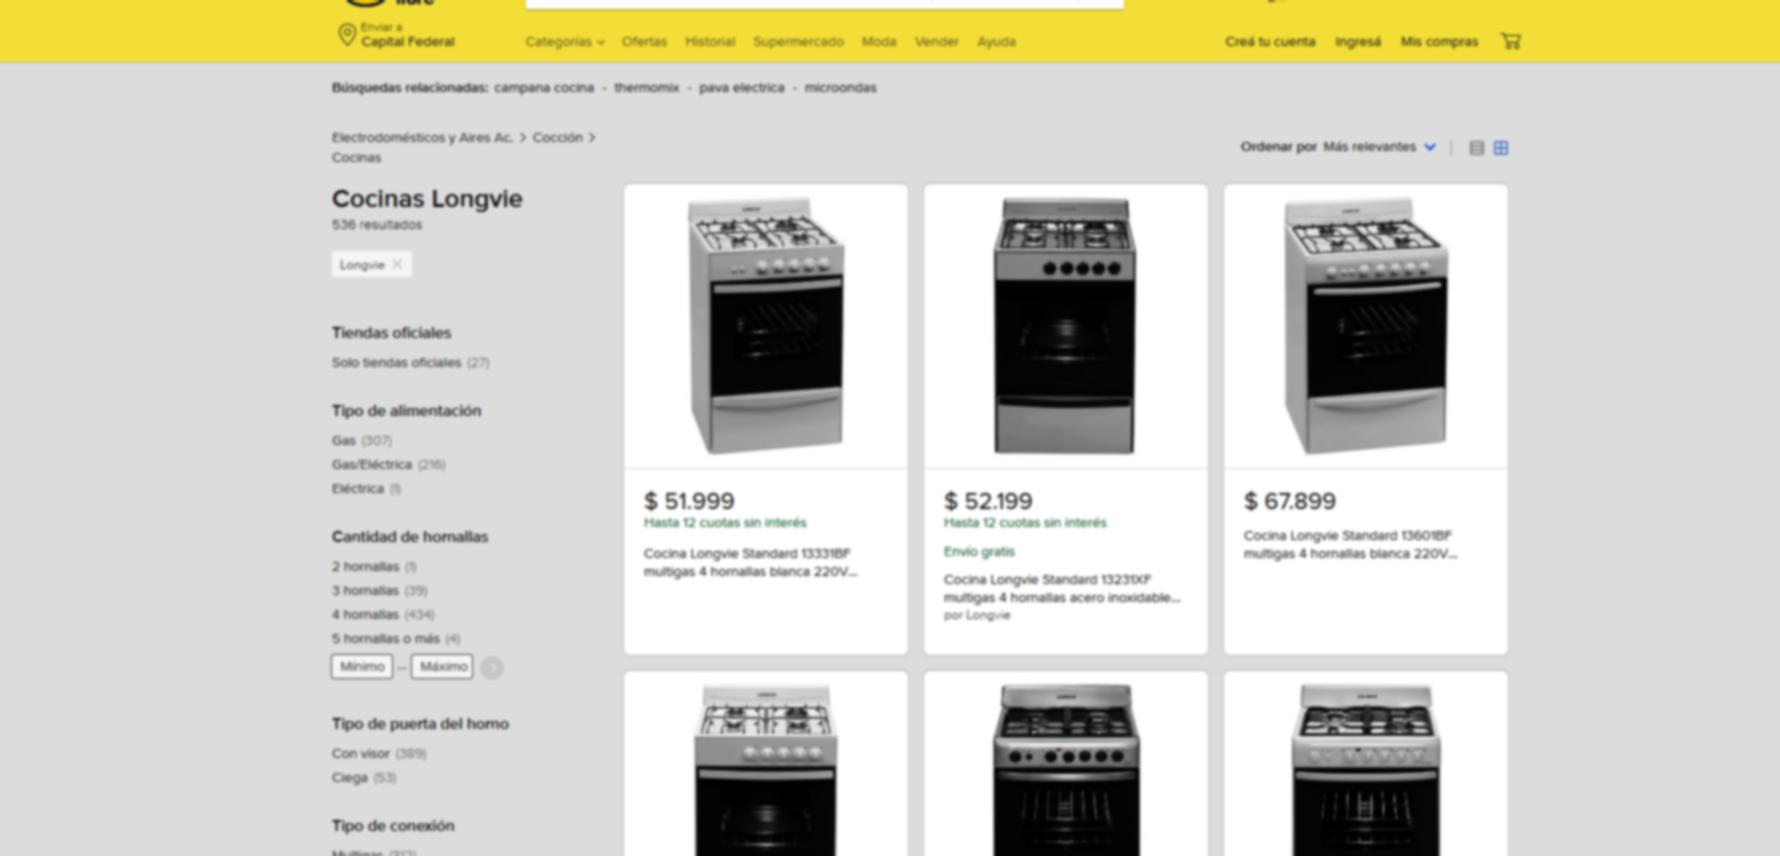 Enviar a
Capital Federal
Categorías Ofertas Historial Supermercado Moda Vender Ayuda
Creá tu cuenta Ingresá Mis compras
Búsquedas relacionadas: campana cocina - thermomix - pava electrica - microondas
Electrodomésticos y Aires Ac. > Cocción >
Cocinas
Ordenar por Más relevantes
Cocinas Longvie
536 resultados
Longvie ×
Tiendas oficiales
Solo tiendas oficiales (27)
Tipo de alimentación
Gas (307)
Gas/Eléctrica (216)
Eléctrica (1)
Cantidad de hornallas
2 hornallas (1)
3 hornallas (39)
4 hornallas (434)
5 hornallas o más (4)
Mínimo — Máximo
Tipo de puerta del horno
Con visor (389)
Ciega (53)
Tipo de conexión
Multigas (312)
$ 51.999
Hasta 12 cuotas sin interés
Cocina Longvie Standard 13331BF
multigas 4 hornallas blanca 220V...
$ 52.199
Hasta 12 cuotas sin interés
Envío gratis
Cocina Longvie Standard 13231XF
multigas 4 hornallas acero inoxidable...
por Longvie
$ 67.899
Cocina Longvie Standard 13601BF
multigas 4 hornallas blanca 220V...